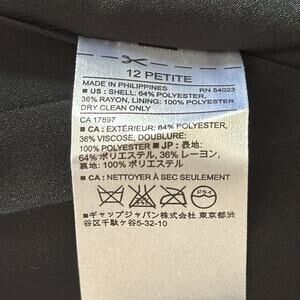 12 PETITE
MADE IN PHILIPPINES RN 54023
■ US : SHELL: 64% POLYESTER,
36% RAYON, LINING: 100% POLYESTER
DRY CLEAN ONLY
CA 17897
■ CA : EXTÉRIEUR: 64% POLYESTER,
36% VISCOSE, DOUBLURE:
100% POLYESTER ■ JP : 表地:
64% ポリエステル, 36% レーヨン,
裏地: 100% ポリエステル
■ CA : NETTOYER À SEC SEULEMENT
ドライ
■ギャップジャパン株式会社 東京都渋
谷区千駄ヶ谷5-32-10